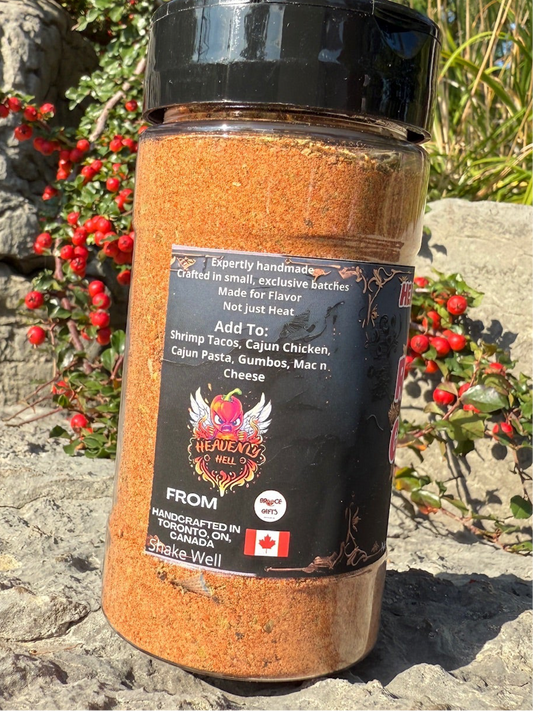 Expertly handmade
Crafted in small, exclusive batches
Made for Flavor
Not just Heat
Add To:
Shrimp Tacos, Cajun Chicken,
Cajun Pasta, Gumbos, Mac n
Cheese
HEAVENLY
HELL
FROM
GIFTS
HANDCRAFTED IN
TORONTO, ON,
CANADA
Shake Well